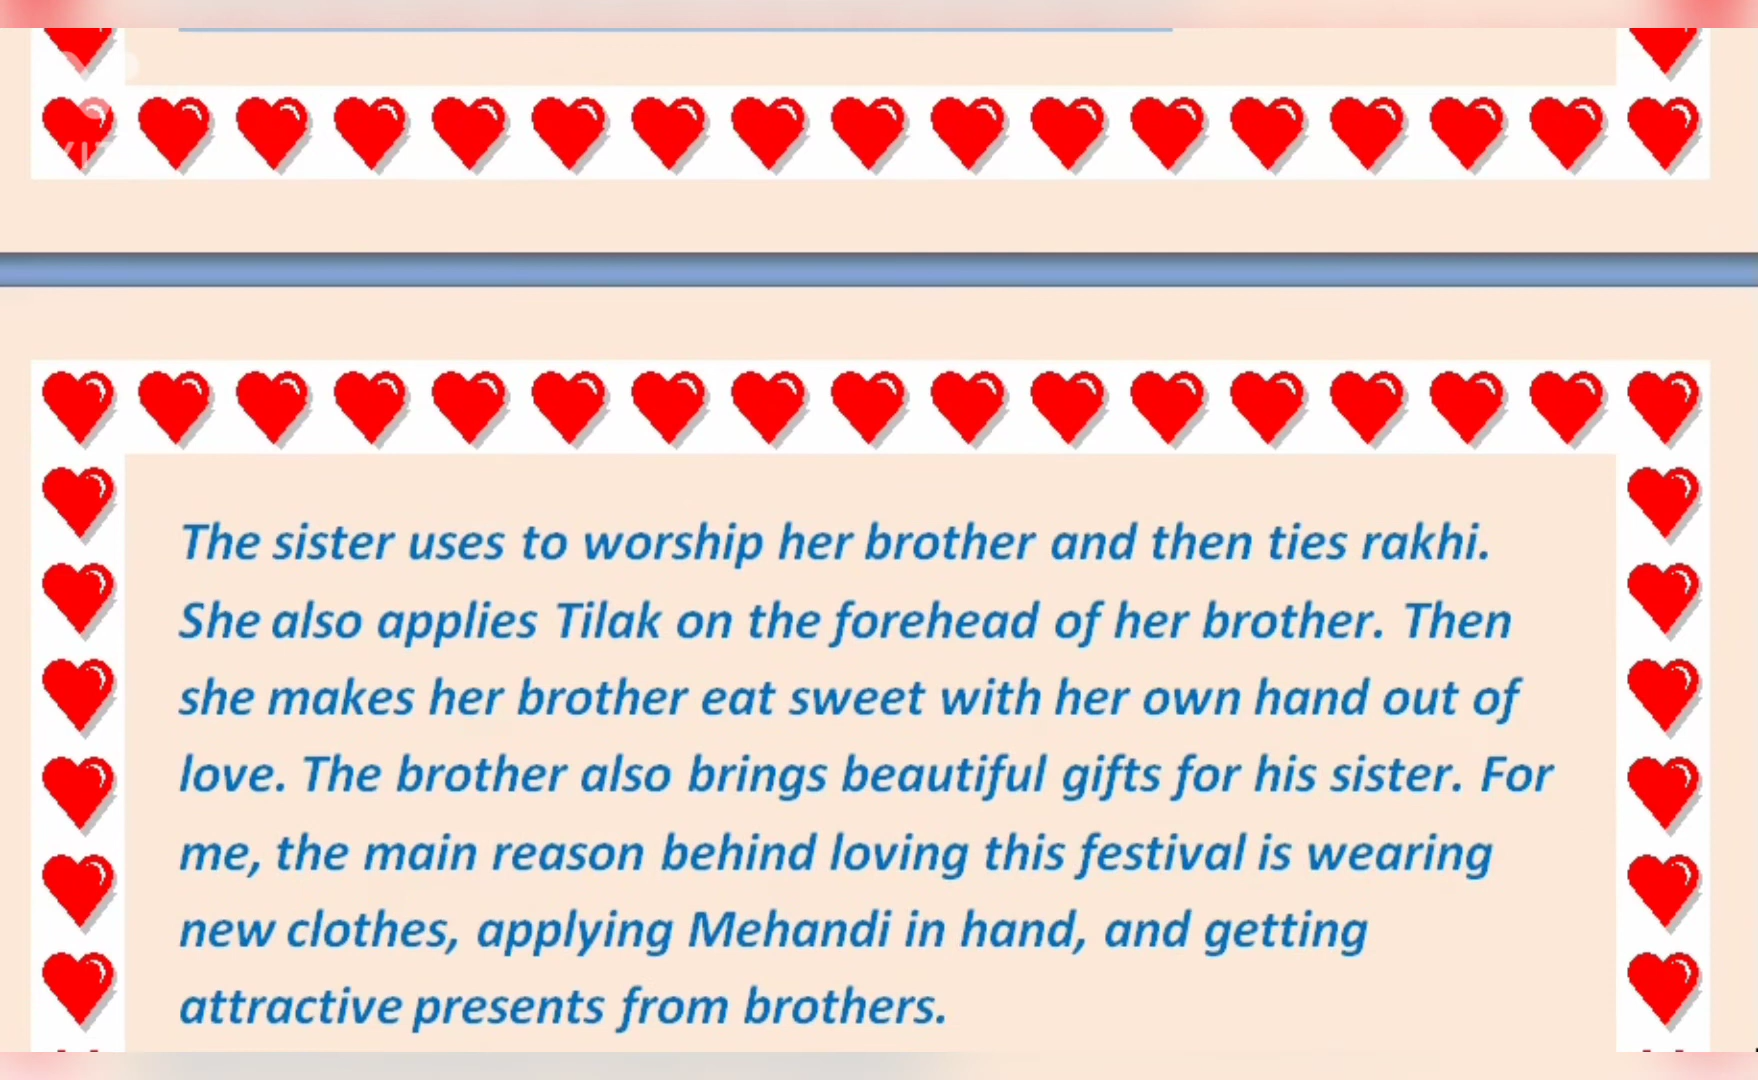 The sister uses to worship her brother and then ties rakhi.
She also applies Tilak on the forehead of her brother. Then
she makes her brother eat sweet with her own hand out of
love. The brother also brings beautiful gifts for his sister. For
me, the main reason behind loving this festival is wearing
new clothes, applying Mehandi in hand, and getting
attractive presents from brothers.